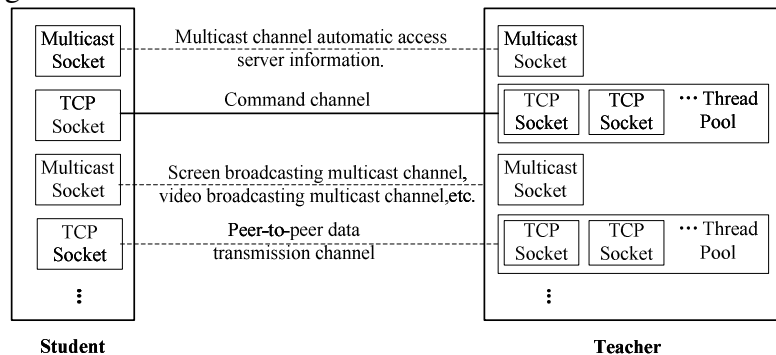 Multicast
Socket
Multicast channel automatic access
server information.
Multicast
Socket
TCP
Socket
Command channel
TCP
Socket
TCP
Socket
··· Thread
Pool
Multicast
Socket
Screen broadcasting multicast channel,
video broadcasting multicast channel,etc.
Multicast
Socket
TCP
Socket
Peer-to-peer data
transmission channel
TCP
Socket
TCP
Socket
··· Thread
Pool
Student
Teacher